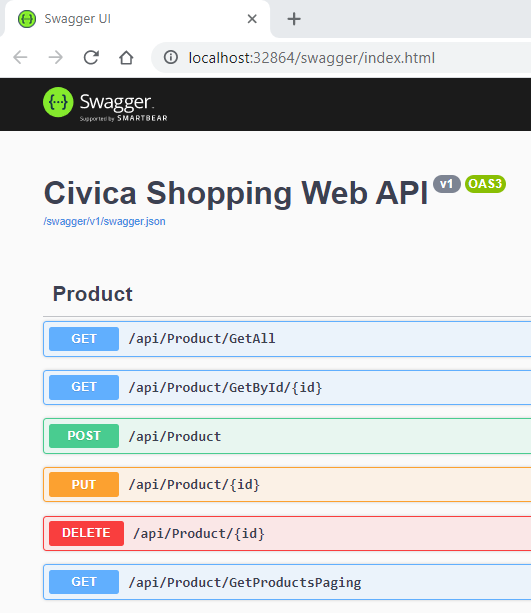 Swagger UI
localhost:32864/swagger/index.html
{··} Swagger.
Supported by SMARTBEAR
Civica Shopping Web API v1 OAS3
/swagger/v1/swagger.json
Product
GET /api/Product/GetAll
GET /api/Product/GetById/{id}
POST /api/Product
PUT /api/Product/{id}
DELETE /api/Product/{id}
GET /api/Product/GetProductsPaging